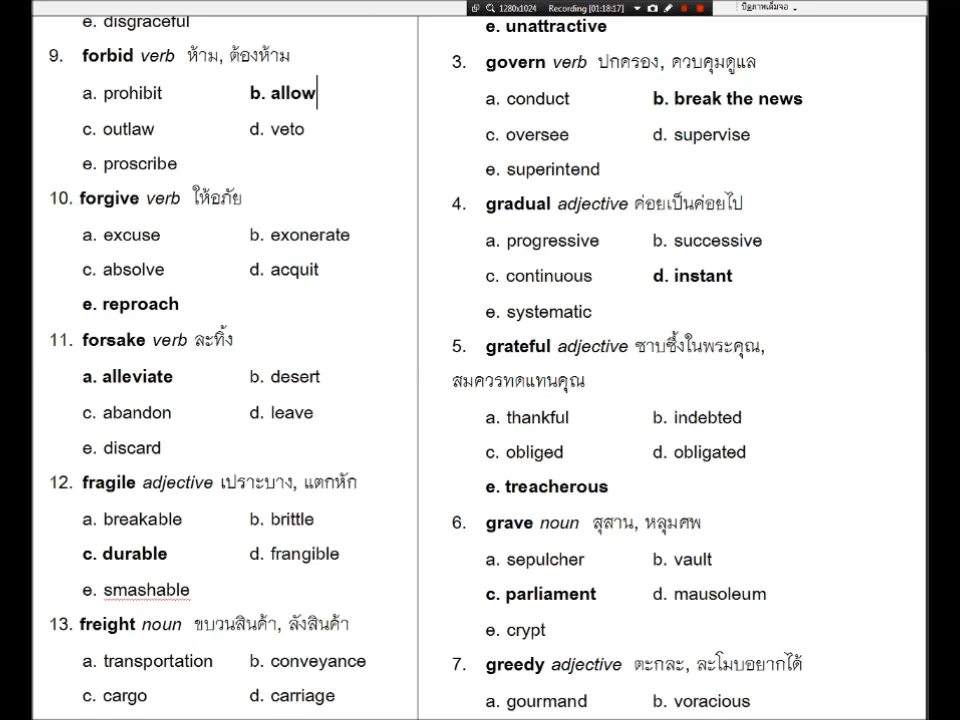 1280x1024 Recording [01:18:17]
e. disgraceful
9. forbid verb ห้าม, ต้องห้าม
a. prohibit b. allow
c. outlaw d. veto
e. proscribe
10. forgive verb ให้อภัย
a. excuse b. exonerate
c. absolve d. acquit
e. reproach
11. forsake verb ละทิ้ง
a. alleviate b. desert
c. abandon d. leave
e. discard
12. fragile adjective เปราะบาง, แตกหัก
a. breakable b. brittle
c. durable d. frangible
e. smashable
13. freight noun ขบวนสินค้า, ลังสินค้า
a. transportation b. conveyance
c. cargo d. carriage
e. unattractive
3. govern verb ปกครอง, ควบคุมดูแล
a. conduct b. break the news
c. oversee d. supervise
e. superintend
4. gradual adjective ค่อยเป็นค่อยไป
a. progressive b. successive
c. continuous d. instant
e. systematic
5. grateful adjective ซาบซึ้งในพระคุณ,
สมควรทดแทนคุณ
a. thankful b. indebted
c. obliged d. obligated
e. treacherous
6. grave noun สุสาน, หลุมศพ
a. sepulcher b. vault
c. parliament d. mausoleum
e. crypt
7. greedy adjective ตะกละ, ละโมบอยากได้
a. gourmand b. voracious